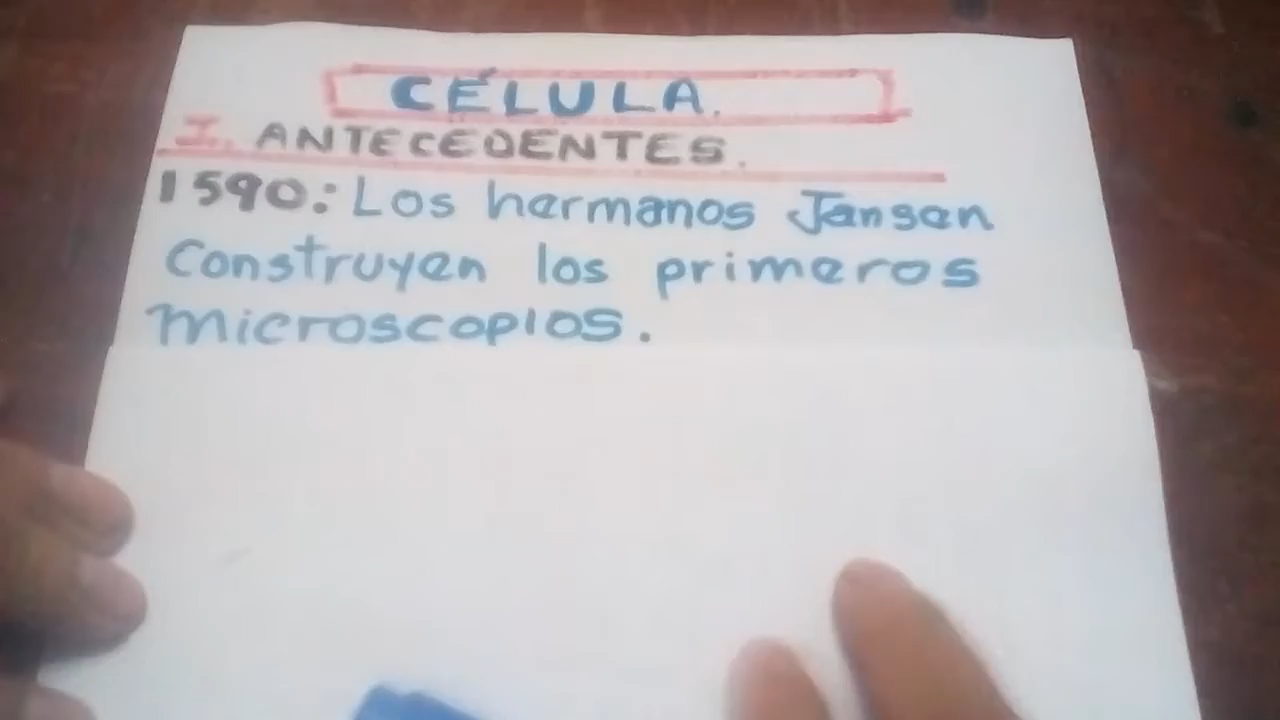 CÉLULA.
I. ANTECEDENTES.
1590: Los hermanos Jansen
Construyen los primeros
microscopios.